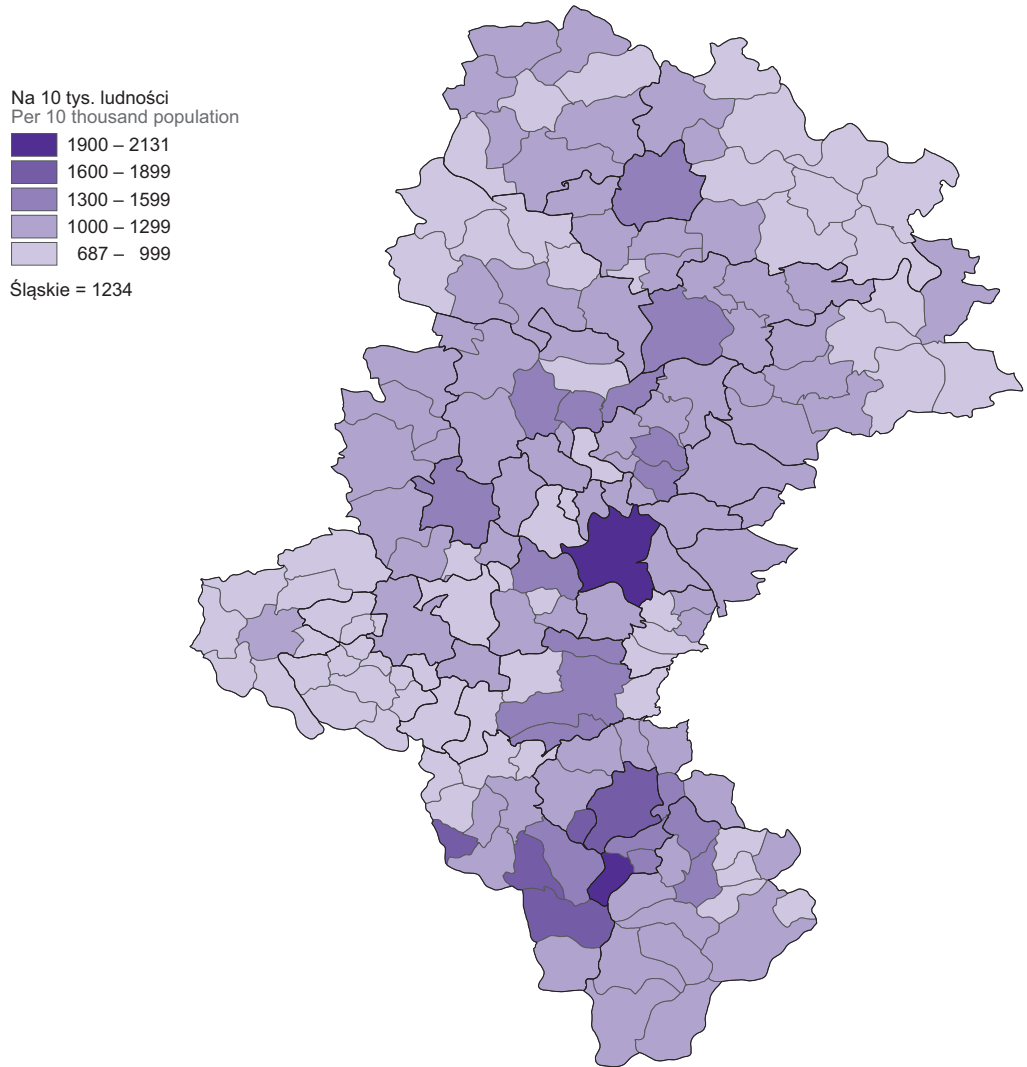 Na 10 tys. ludności
Per 10 thousand population
1900 – 2131
1600 – 1899
1300 – 1599
1000 – 1299
687 – 999
Śląskie = 1234